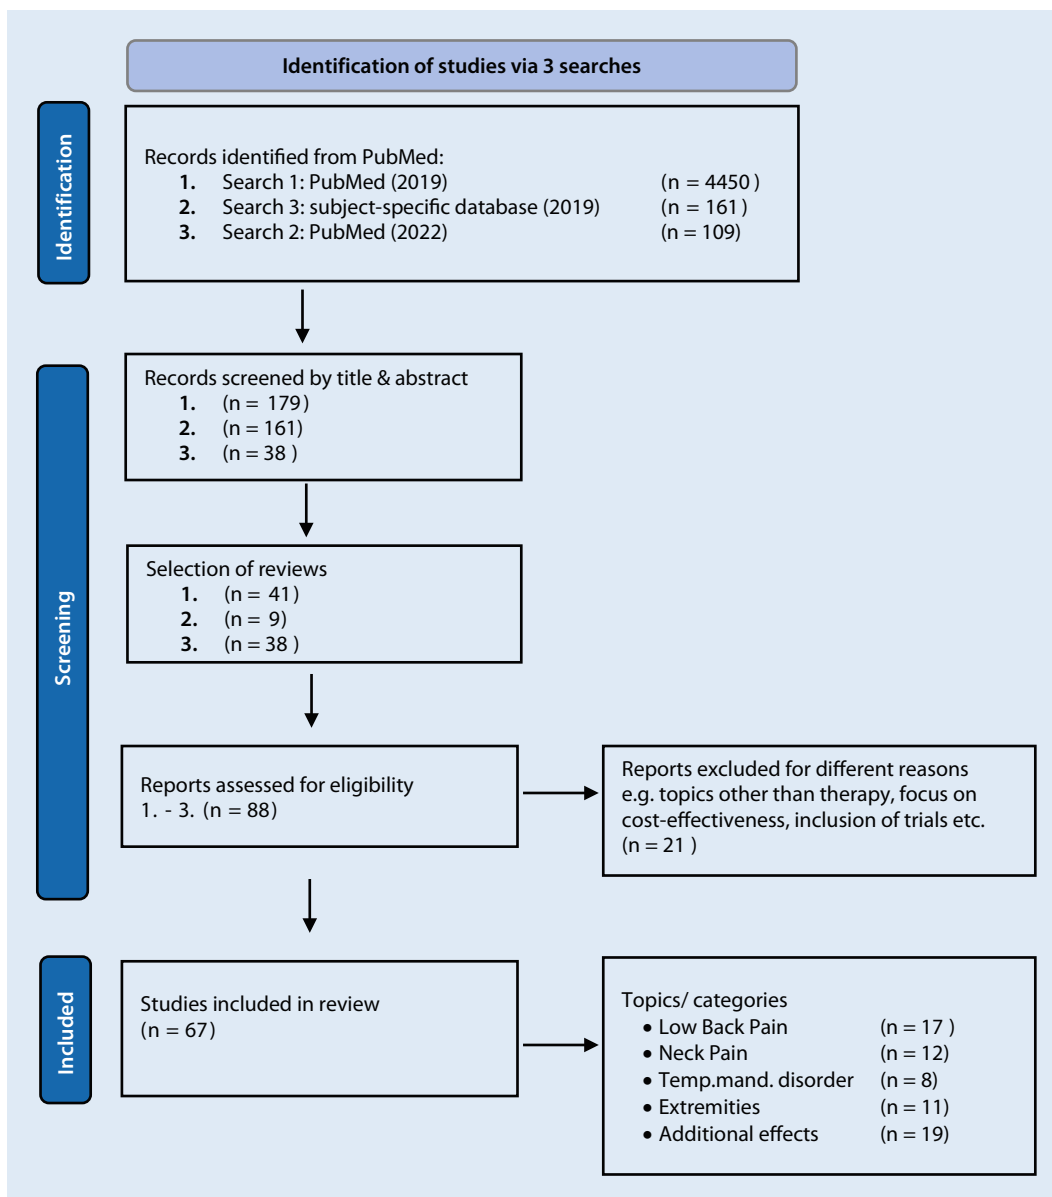 Identification of studies via 3 searches
Identification
Records identified from PubMed:
1. Search 1: PubMed (2019) (n = 4450 )
2. Search 3: subject-specific database (2019) (n = 161)
3. Search 2: PubMed (2022) (n = 109)
Screening
Records screened by title & abstract
1. (n = 179)
2. (n = 161)
3. (n = 38 )
Selection of reviews
1. (n = 41)
2. (n = 9)
3. (n = 38 )
Reports assessed for eligibility
1. - 3. (n = 88)
Reports excluded for different reasons
e.g. topics other than therapy, focus on
cost-effectiveness, inclusion of trials etc.
(n = 21 )
Included
Studies included in review
(n = 67)
Topics/ categories
• Low Back Pain (n = 17 )
• Neck Pain (n = 12)
• Temp.mand. disorder (n = 8)
• Extremities (n = 11)
• Additional effects (n = 19)